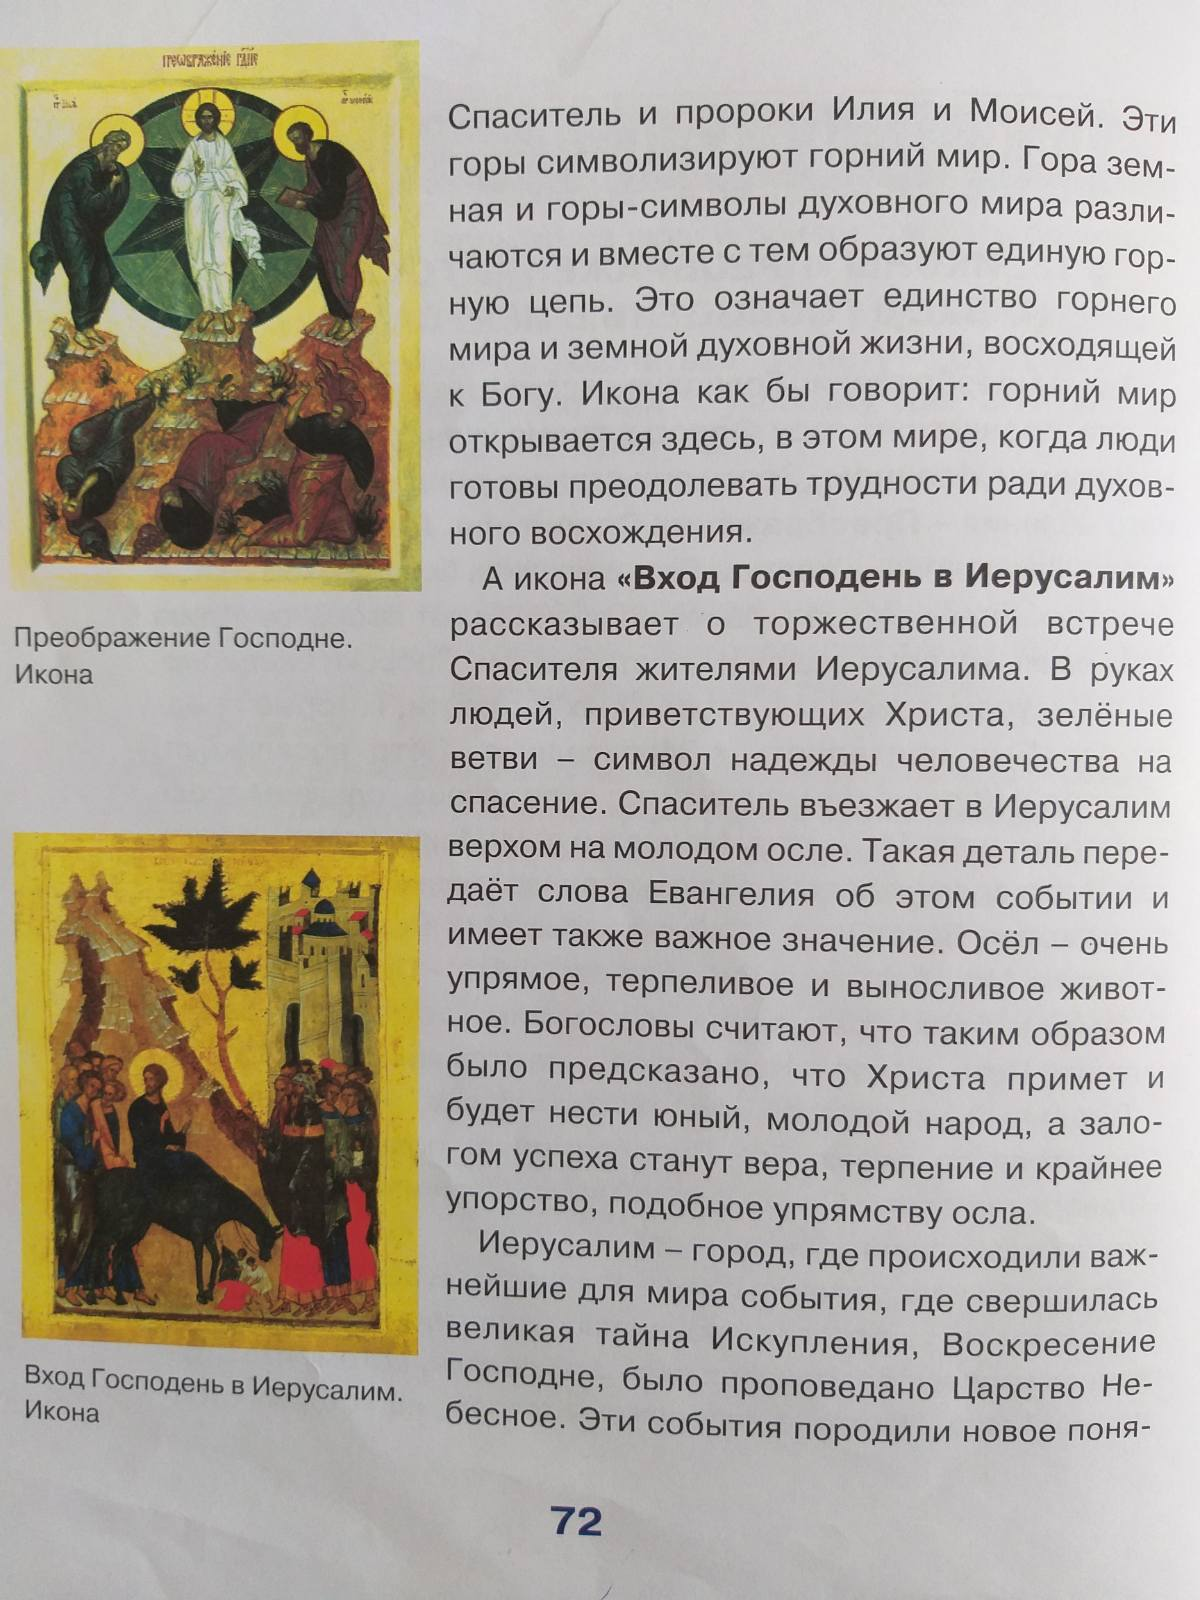 ПРЕОБРАЖЕНІЕ ГДНЕ
Спаситель и пророки Илия и Моисей. Эти
горы символизируют горний мир. Гора зем-
ная и горы-символы духовного мира разли-
чаются и вместе с тем образуют единую гор-
ную цепь. Это означает единство горнего
мира и земной духовной жизни, восходящей
к Богу. Икона как бы говорит: горний мир
открывается здесь, в этом мире, когда люди
готовы преодолевать трудности ради духов-
ного восхождения.
А икона «Вход Господень в Иерусалим»
рассказывает о торжественной встрече
Спасителя жителями Иерусалима. В руках
людей, приветствующих Христа, зелёные
ветви – символ надежды человечества на
спасение. Спаситель въезжает в Иерусалим
верхом на молодом осле. Такая деталь пере-
даёт слова Евангелия об этом событии и
имеет также важное значение. Осёл – очень
упрямое, терпеливое и выносливое живот-
ное. Богословы считают, что таким образом
было предсказано, что Христа примет и
будет нести юный, молодой народ, а зало-
гом успеха станут вера, терпение и крайнее
упорство, подобное упрямству осла.
Иерусалим – город, где происходили важ-
нейшие для мира события, где свершилась
великая тайна Искупления, Воскресение
Господне, было проповедано Царство Не-
бесное. Эти события породили новое поня-
Преображение Господне.
Икона
Вход Господень в Иерусалим.
Икона
72